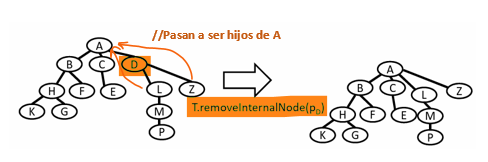 //Pasan a ser hijos de A
A
B
C
D
H
F
E
L
Z
K
G
M
P
T.removeInternalNode(pD)
A
B
C
L
Z
H
F
E
M
K
G
P